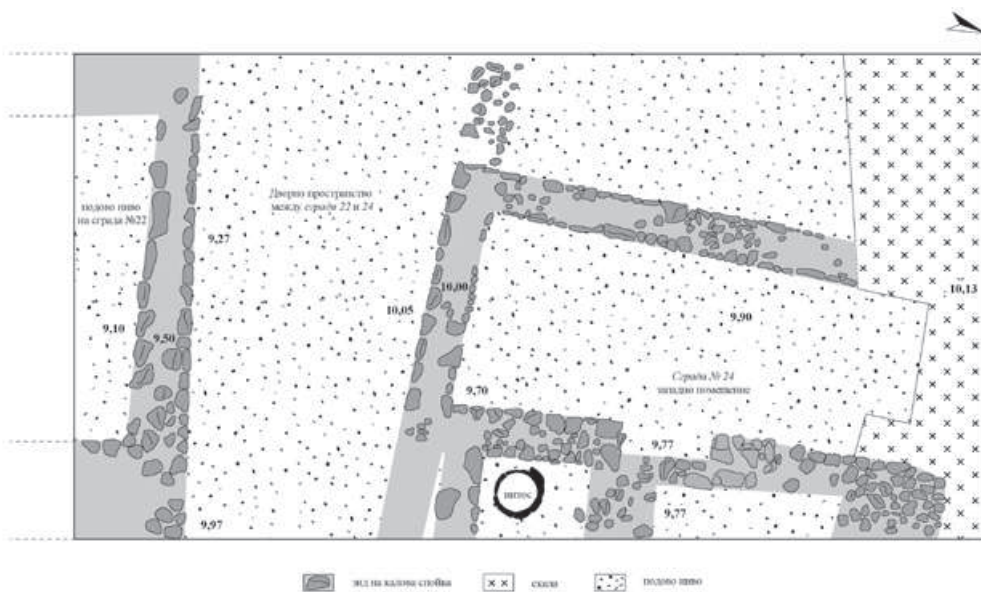 подово ниво
на сграда №22
Дворно пространство
между сгради 22 и 24
9,27
9,10
9,50
9,97
10,05
10,00
9,70
9,90
10,13
Сграда № 24
западно помещение
9,77
питос
9,77
зид на калова спойка
скала
подово ниво